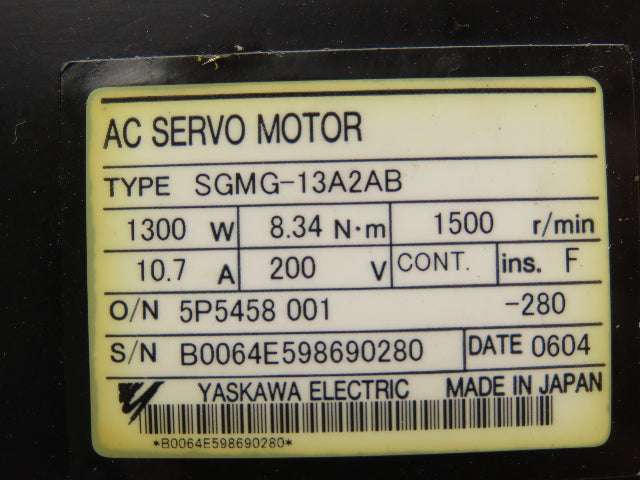 AC SERVO MOTOR
TYPE SGMG-13A2AB
1300 W 8.34 N·m 1500 r/min
10.7 A 200 V CONT. ins. F
O/N 5P5458 001 -280
S/N B0064E598690280 DATE 0604
YASKAWA ELECTRIC MADE IN JAPAN
*B0064E598690280*